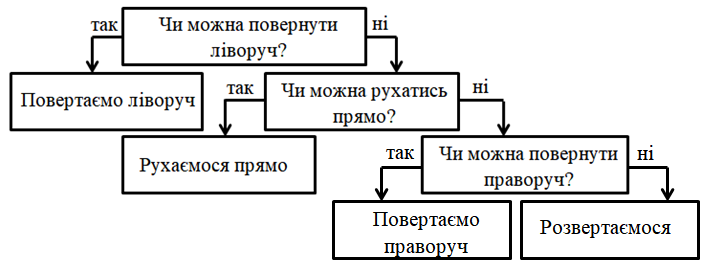 так
Чи можна повернути
ліворуч?
ні
Повертаємо ліворуч
так
Чи можна рухатись
прямо?
ні
Рухаємося прямо
так
Чи можна повернути
праворуч?
ні
Повертаємо
праворуч
Розвертаємося